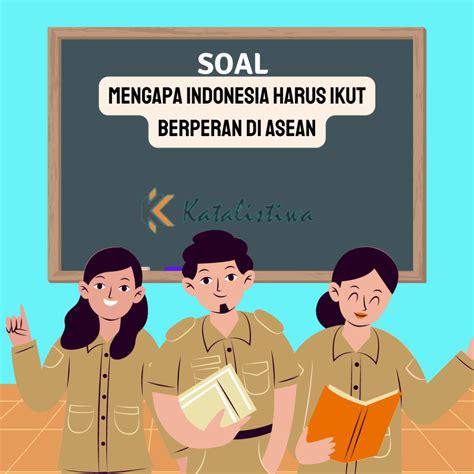 SOAL
MENGAPA INDONESIA HARUS IKUT
BERPERAN DI ASEAN
Katalistiwa